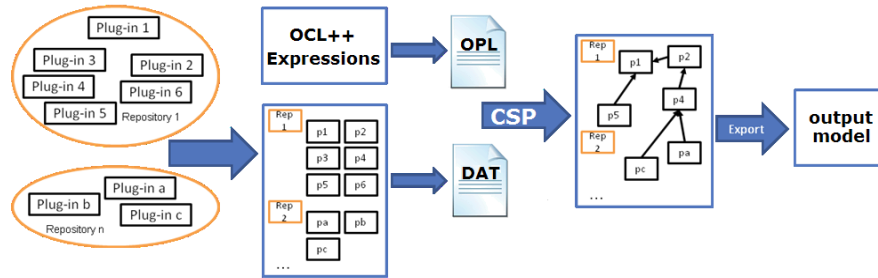 Plug-in 1
Plug-in 3
Plug-in 2
Plug-in 4
Plug-in 6
Plug-in 5
Repository 1
Plug-in a
Plug-in b
Plug-in c
Repository n
OCL++
Expressions
OPL
Rep
1
p1
p2
p3
p4
p5
p6
Rep
2
pa
pb
pc
...
DAT
CSP
Rep
1
p1
p2
p4
p5
Rep
2
pc
pa
...
Export
output
model